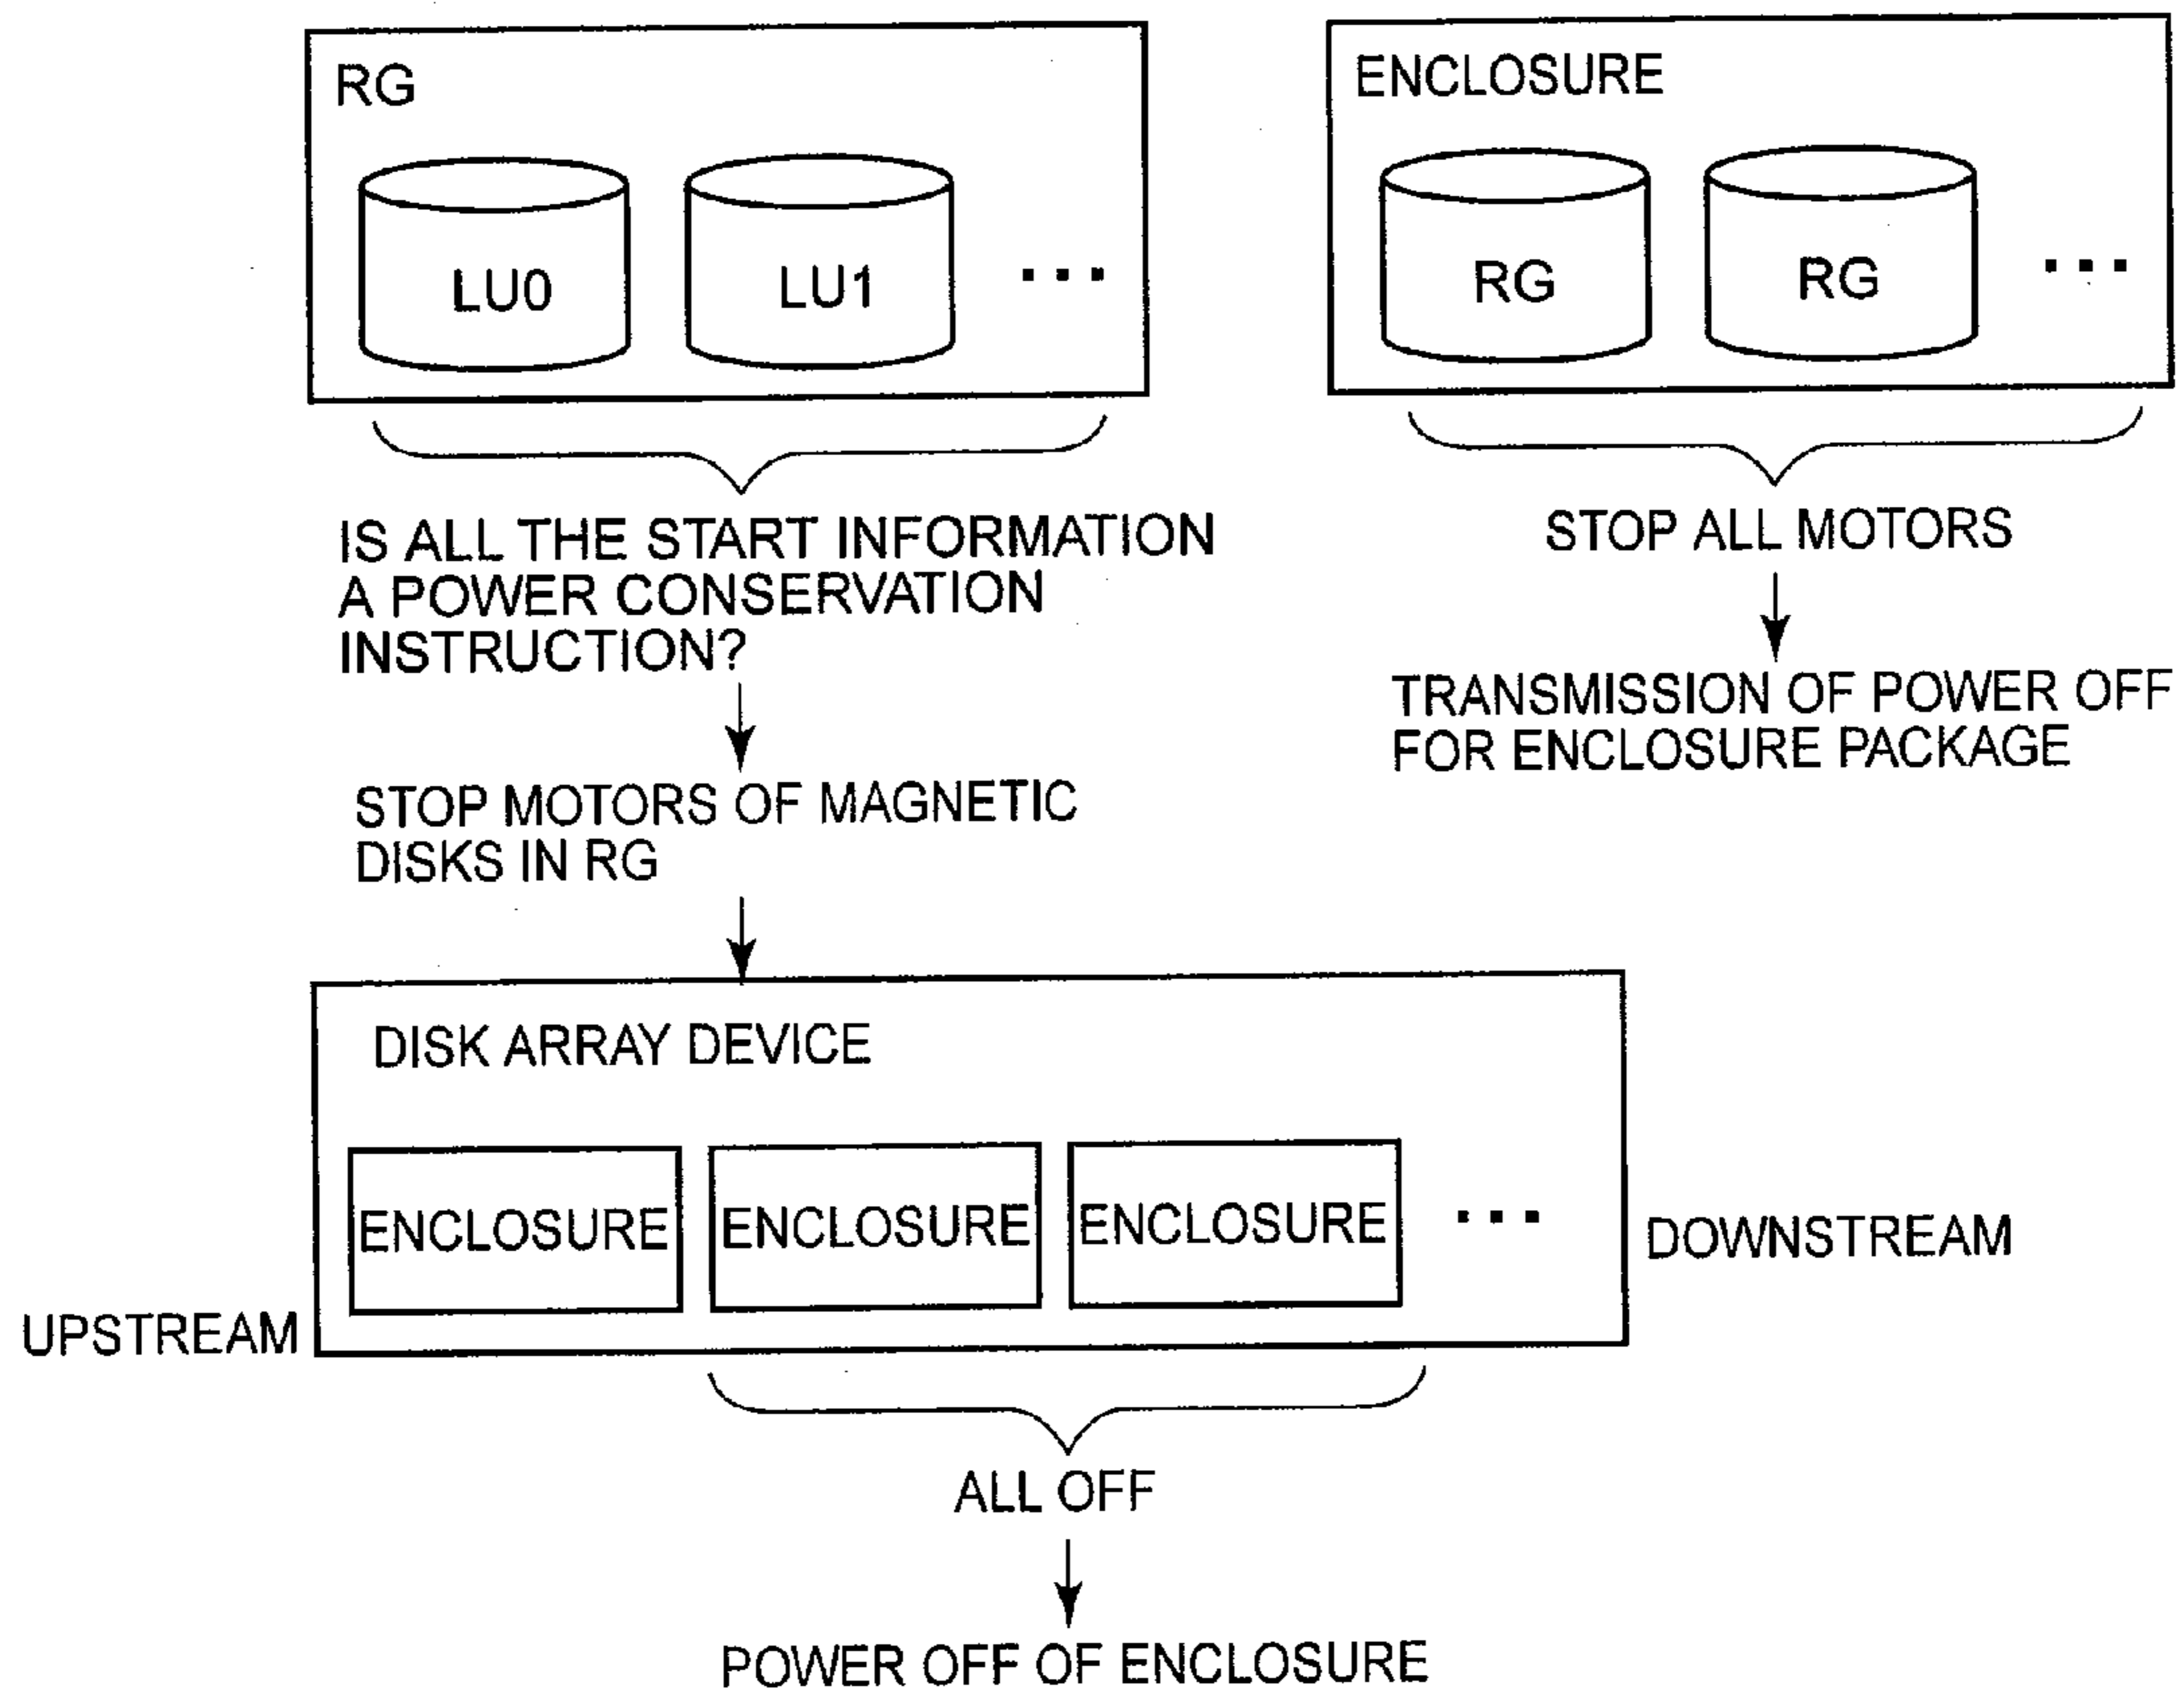 RG
LU0
LU1
...
IS ALL THE START INFORMATION
A POWER CONSERVATION
INSTRUCTION?
STOP MOTORS OF MAGNETIC
DISKS IN RG
ENCLOSURE
RG
RG
...
STOP ALL MOTORS
TRANSMISSION OF POWER OFF
FOR ENCLOSURE PACKAGE
DISK ARRAY DEVICE
ENCLOSURE
ENCLOSURE
ENCLOSURE
...
DOWNSTREAM
UPSTREAM
ALL OFF
POWER OFF OF ENCLOSURE